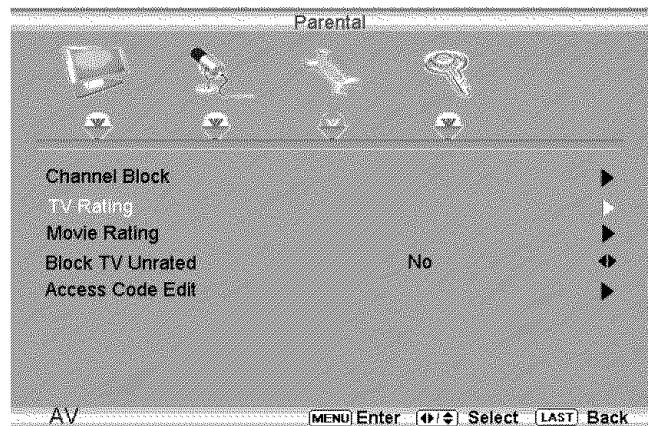 Parental
Channel Block
TV Rating
Movie Rating
Block TV Unrated No
Access Code Edit
AV MENU Enter Select LAST Back